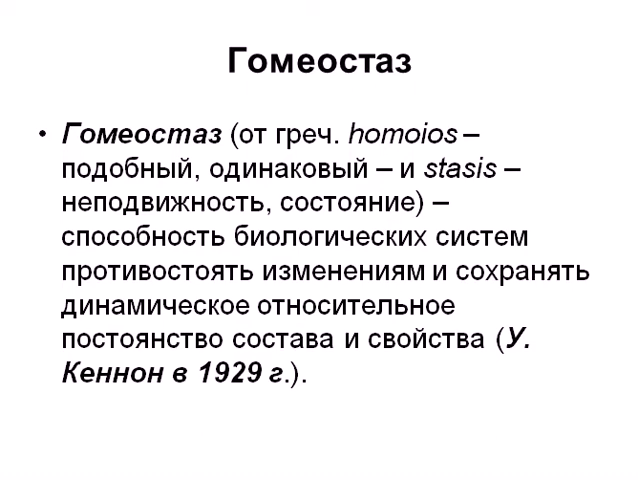 Гомеостаз
• Гомеостаз (от греч. homoios –
подобный, одинаковый – и stasis –
неподвижность, состояние) –
способность биологических систем
противостоять изменениям и сохранять
динамическое относительное
постоянство состава и свойства (У.
Кеннон в 1929 г.).